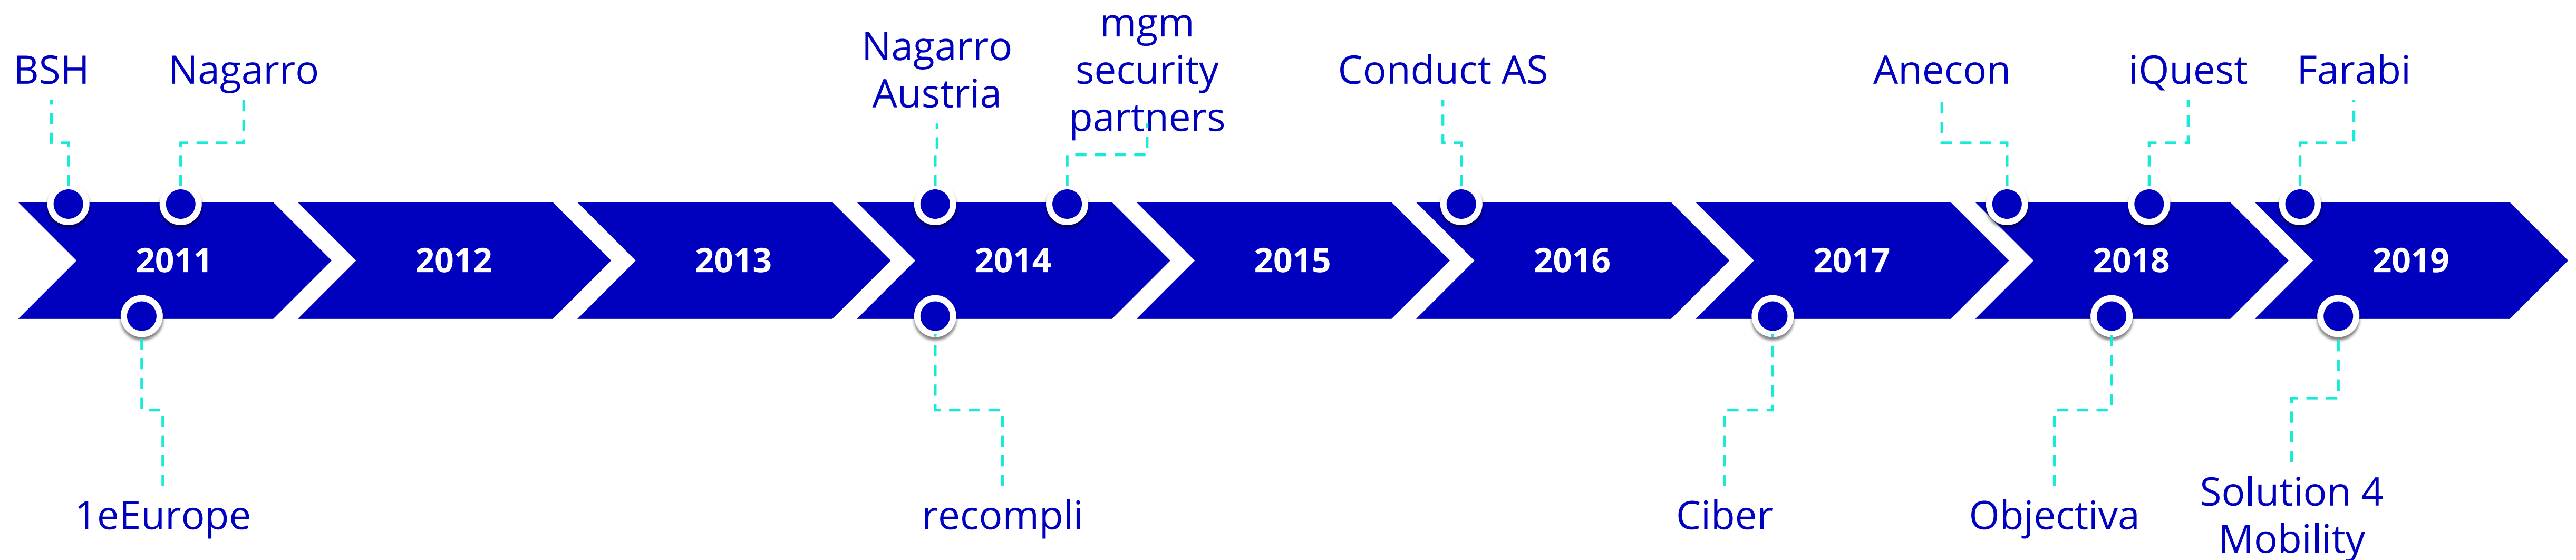 BSH
Nagarro
Nagarro
Austria
mgm
security
partners
Conduct AS
Anecon
iQuest
Farabi
2011
2012
2013
2014
2015
2016
2017
2018
2019
1eEurope
recompli
Ciber
Objectiva
Solution 4
Mobility